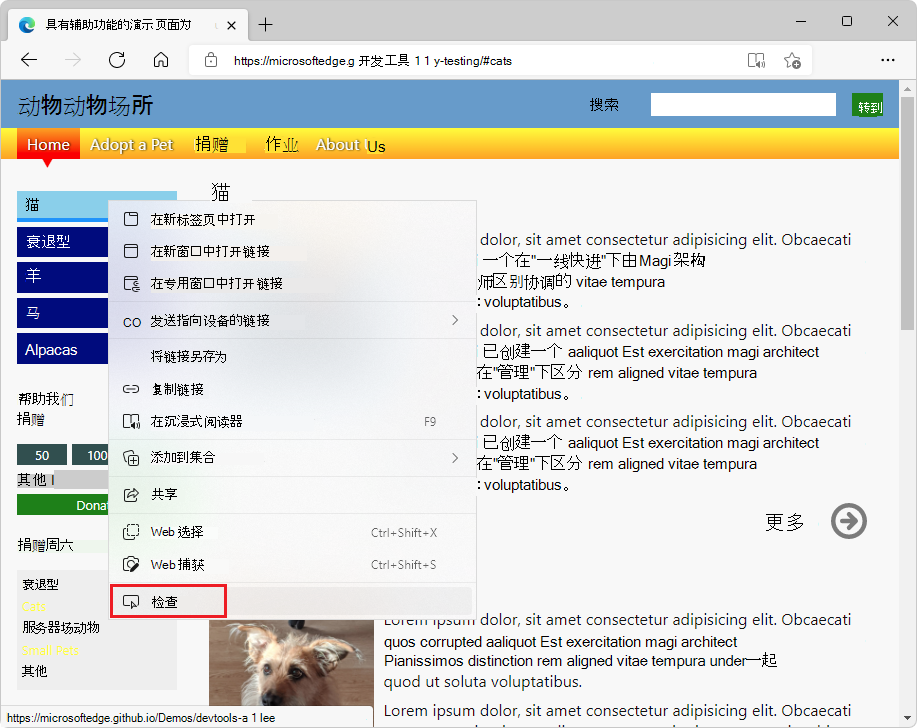 具有辅助功能的演示页面为
https://microsoftedge.g 开发工具 1 1 y-testing/#cats
动物动物场所
搜索
转到
Home Adopt a Pet 捐赠 作业 About Us
猫
猫
衰退型
羊
马
Alpacas
帮助我们
捐赠
50 100
其他
Donat
捐赠周六
衰退型
Cats
服务器场动物
Small Pets
其他
在新标签页中打开
在新窗口中打开链接
在专用窗口中打开链接
CO 发送指向设备的链接
将链接另存为
复制链接
在沉浸式阅读器 F9
添加到集合
共享
Web 选择 Ctrl+Shift+X
Web 捕获 Ctrl+Shift+S
检查
dolor, sit amet consectetur adipisicing elit. Obcaecati
一个在"一线快进"下由Magi 架构
师区别协调的 vitae tempura
: voluptatibus。
dolor, sit amet consectetur adipisicing elit. Obcaecati
已创建一个 aaliquot Est exercitation magi architect
在"管理"下区分 rem aligned vitae tempura
: voluptatibus。
dolor, sit amet consectetur adipisicing elit. Obcaecati
已创建一个 aaliquot Est exercitation magi architect
在"管理"下区分 rem aligned vitae tempura
: voluptatibus。
更多
Lorem ipsum dolor, sit amet consectetur adipisicing elit. Obcaecati
quos corrupted aaliquot Est exercitation magi architect
Pianissimos distinction rem aligned vitae tempura under一起
quod ut soluta voluptatibus.
Lorem ipsum dolor, sit amet consectetur adipisicing elit. Obcaecati
https://microsoftedge.github.io/Demos/devtools-a 1 lee